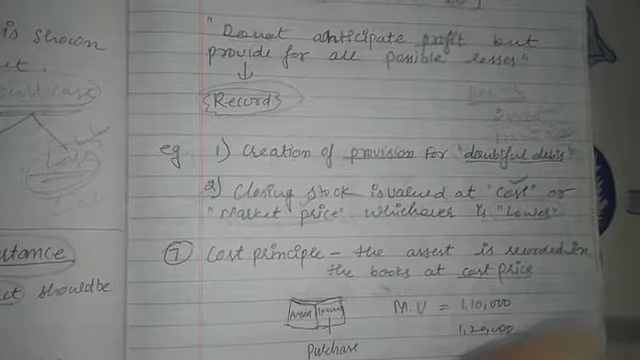 is shown
"Do not anticipate profit but
provide for all possible losses"
Record
eg 1) Creation of provision for "doubtful debts"
2) Closing stock is valued at "cost" or
"Market price" whichever is "Lower"
⑦ Cost principle - the assert is recorded in
the books at cost price
should be
M.V = 1,10,000
1,20,000
purchase